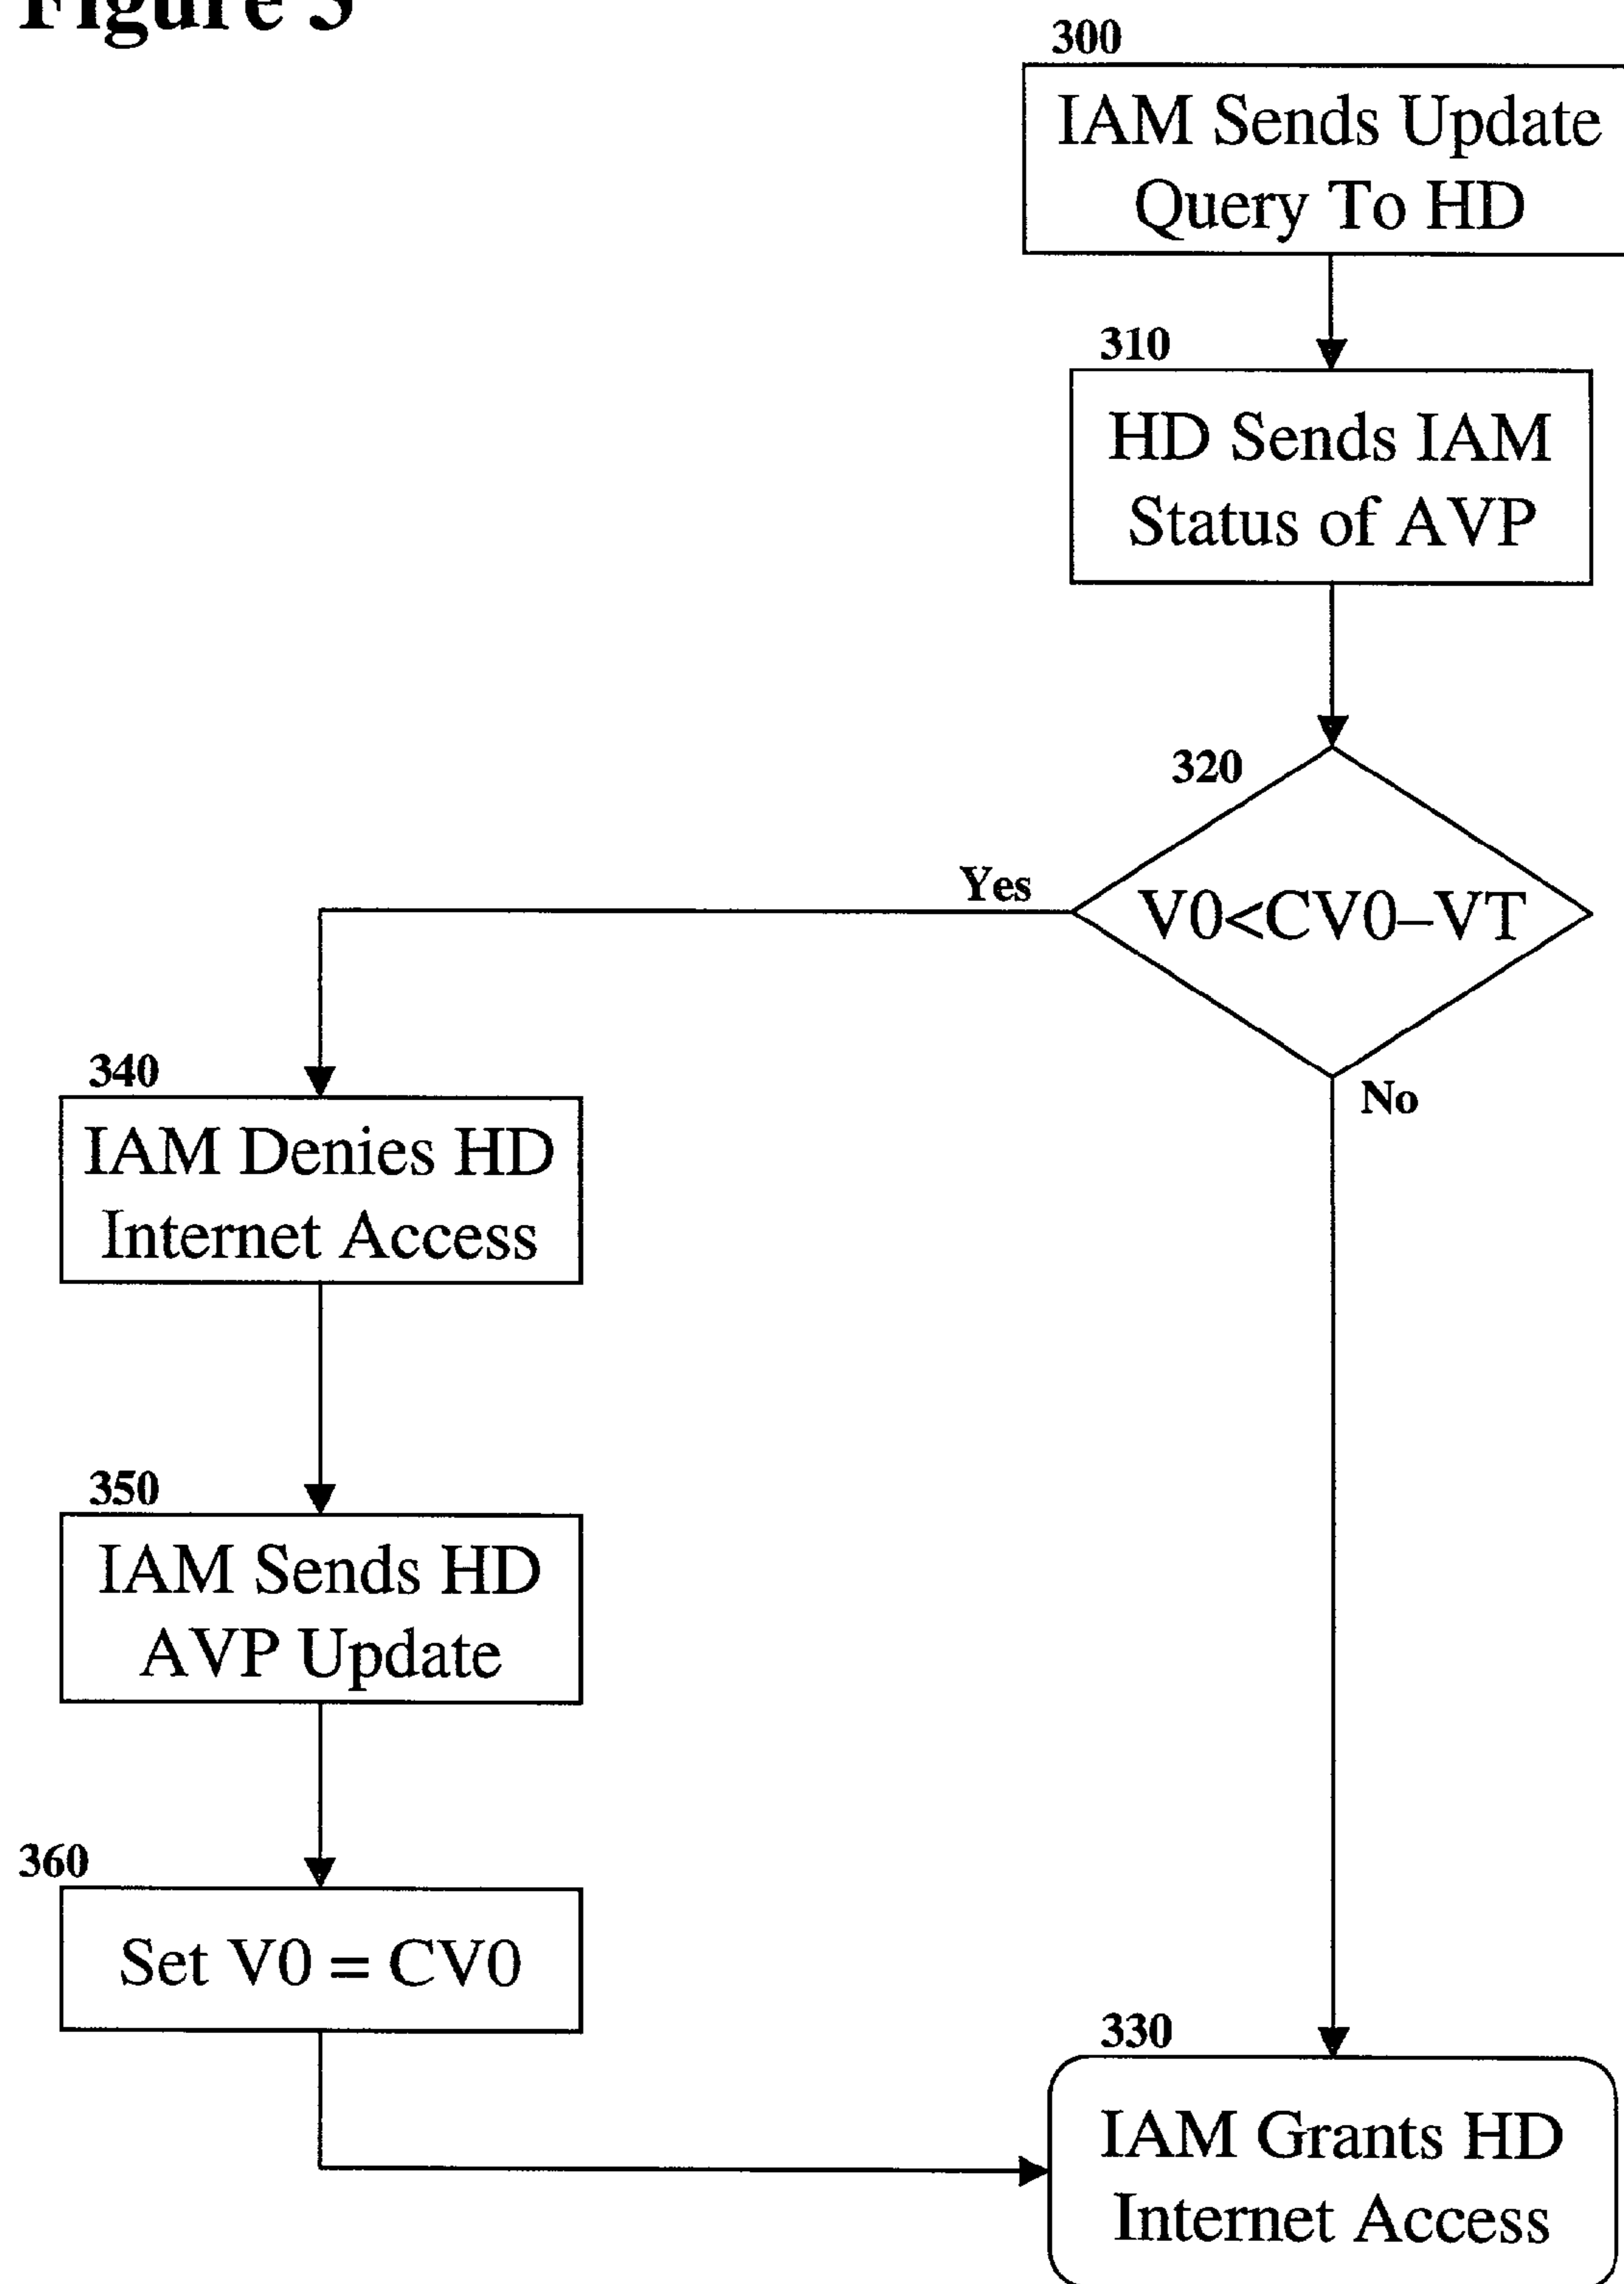 Figure 3
300
IAM Sends Update
Query To HD
310
HD Sends IAM
Status of AVP
320
V0<CV0–VT
Yes
No
340
IAM Denies HD
Internet Access
350
IAM Sends HD
AVP Update
360
Set V0 = CV0
330
IAM Grants HD
Internet Access